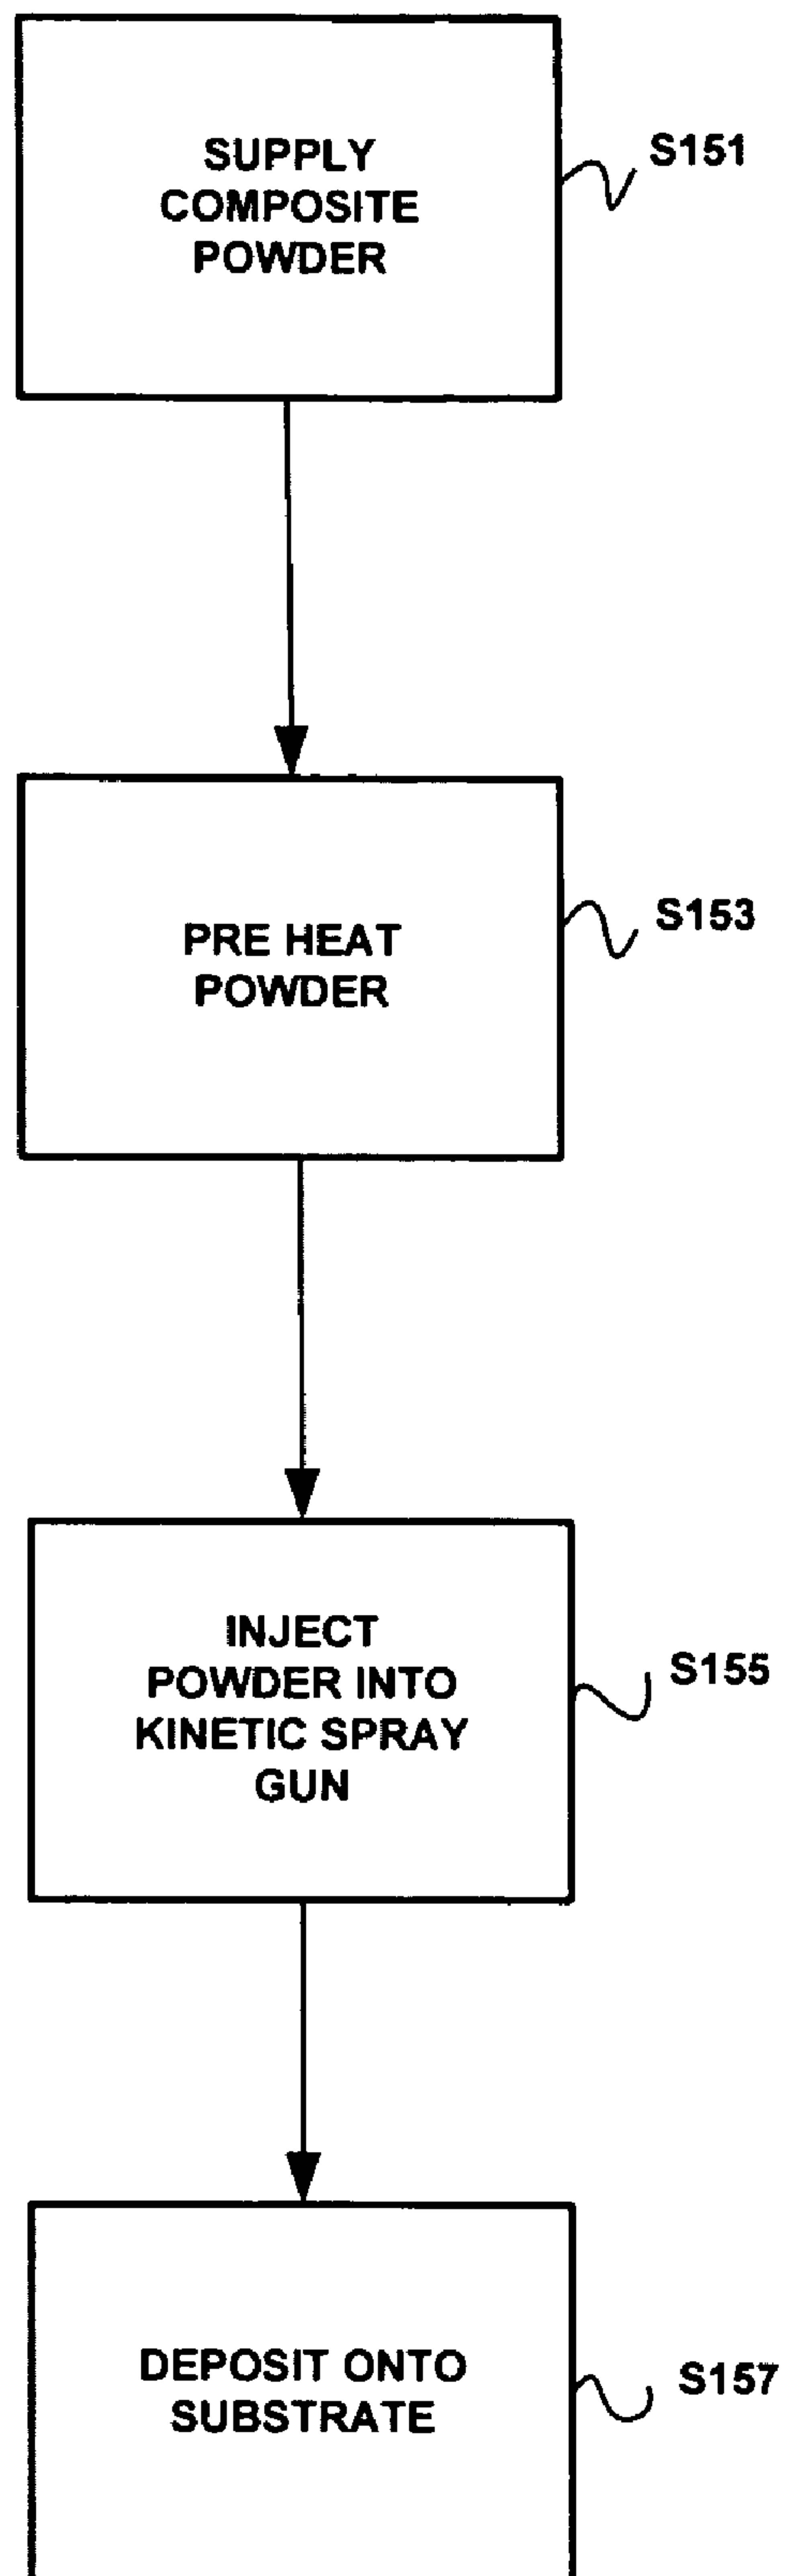 SUPPLY
COMPOSITE
POWDER
S151
PRE HEAT
POWDER
S153
INJECT
POWDER INTO
KINETIC SPRAY
GUN
S155
DEPOSIT ONTO
SUBSTRATE
S157